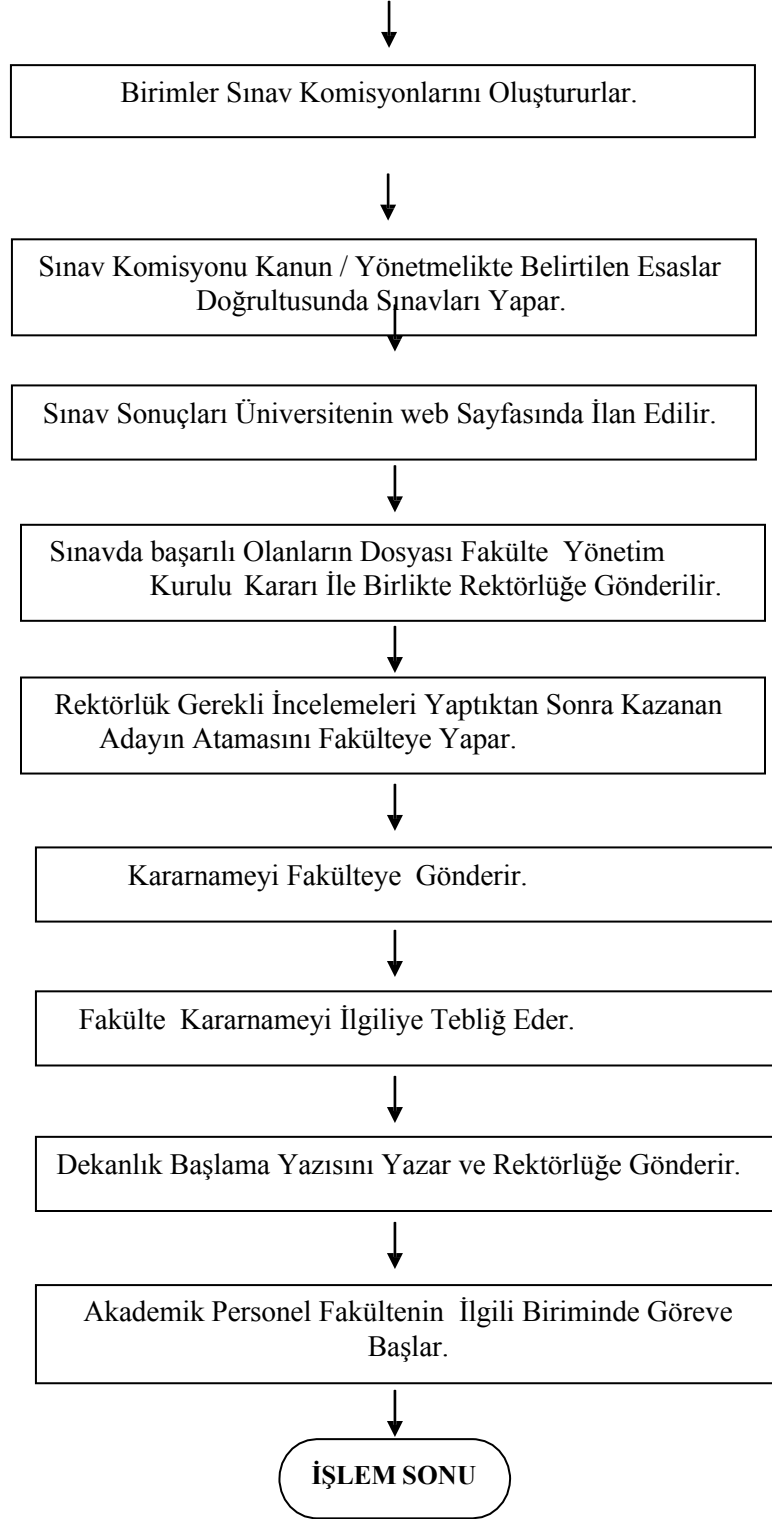 Birimler Sınav Komisyonlarını Oluştururlar.
Sınav Komisyonu Kanun / Yönetmelikte Belirtilen Esaslar
Doğrultusunda Sınavları Yapar.
Sınav Sonuçları Üniversitenin web Sayfasında İlan Edilir.
Sınavda başarılı Olanların Dosyası Fakülte Yönetim
Kurulu Kararı İle Birlikte Rektörlüğe Gönderilir.
Rektörlük Gerekli İncelemeleri Yaptıktan Sonra Kazanan
Adayın Atamasını Fakülteye Yapar.
Kararnameyi Fakülteye Gönderir.
Fakülte Kararnameyi İlgiliye Tebliğ Eder.
Dekanlık Başlama Yazısını Yazar ve Rektörlüğe Gönderir.
Akademik Personel Fakültenin İlgili Biriminde Göreve
Başlar.
İŞLEM SONU